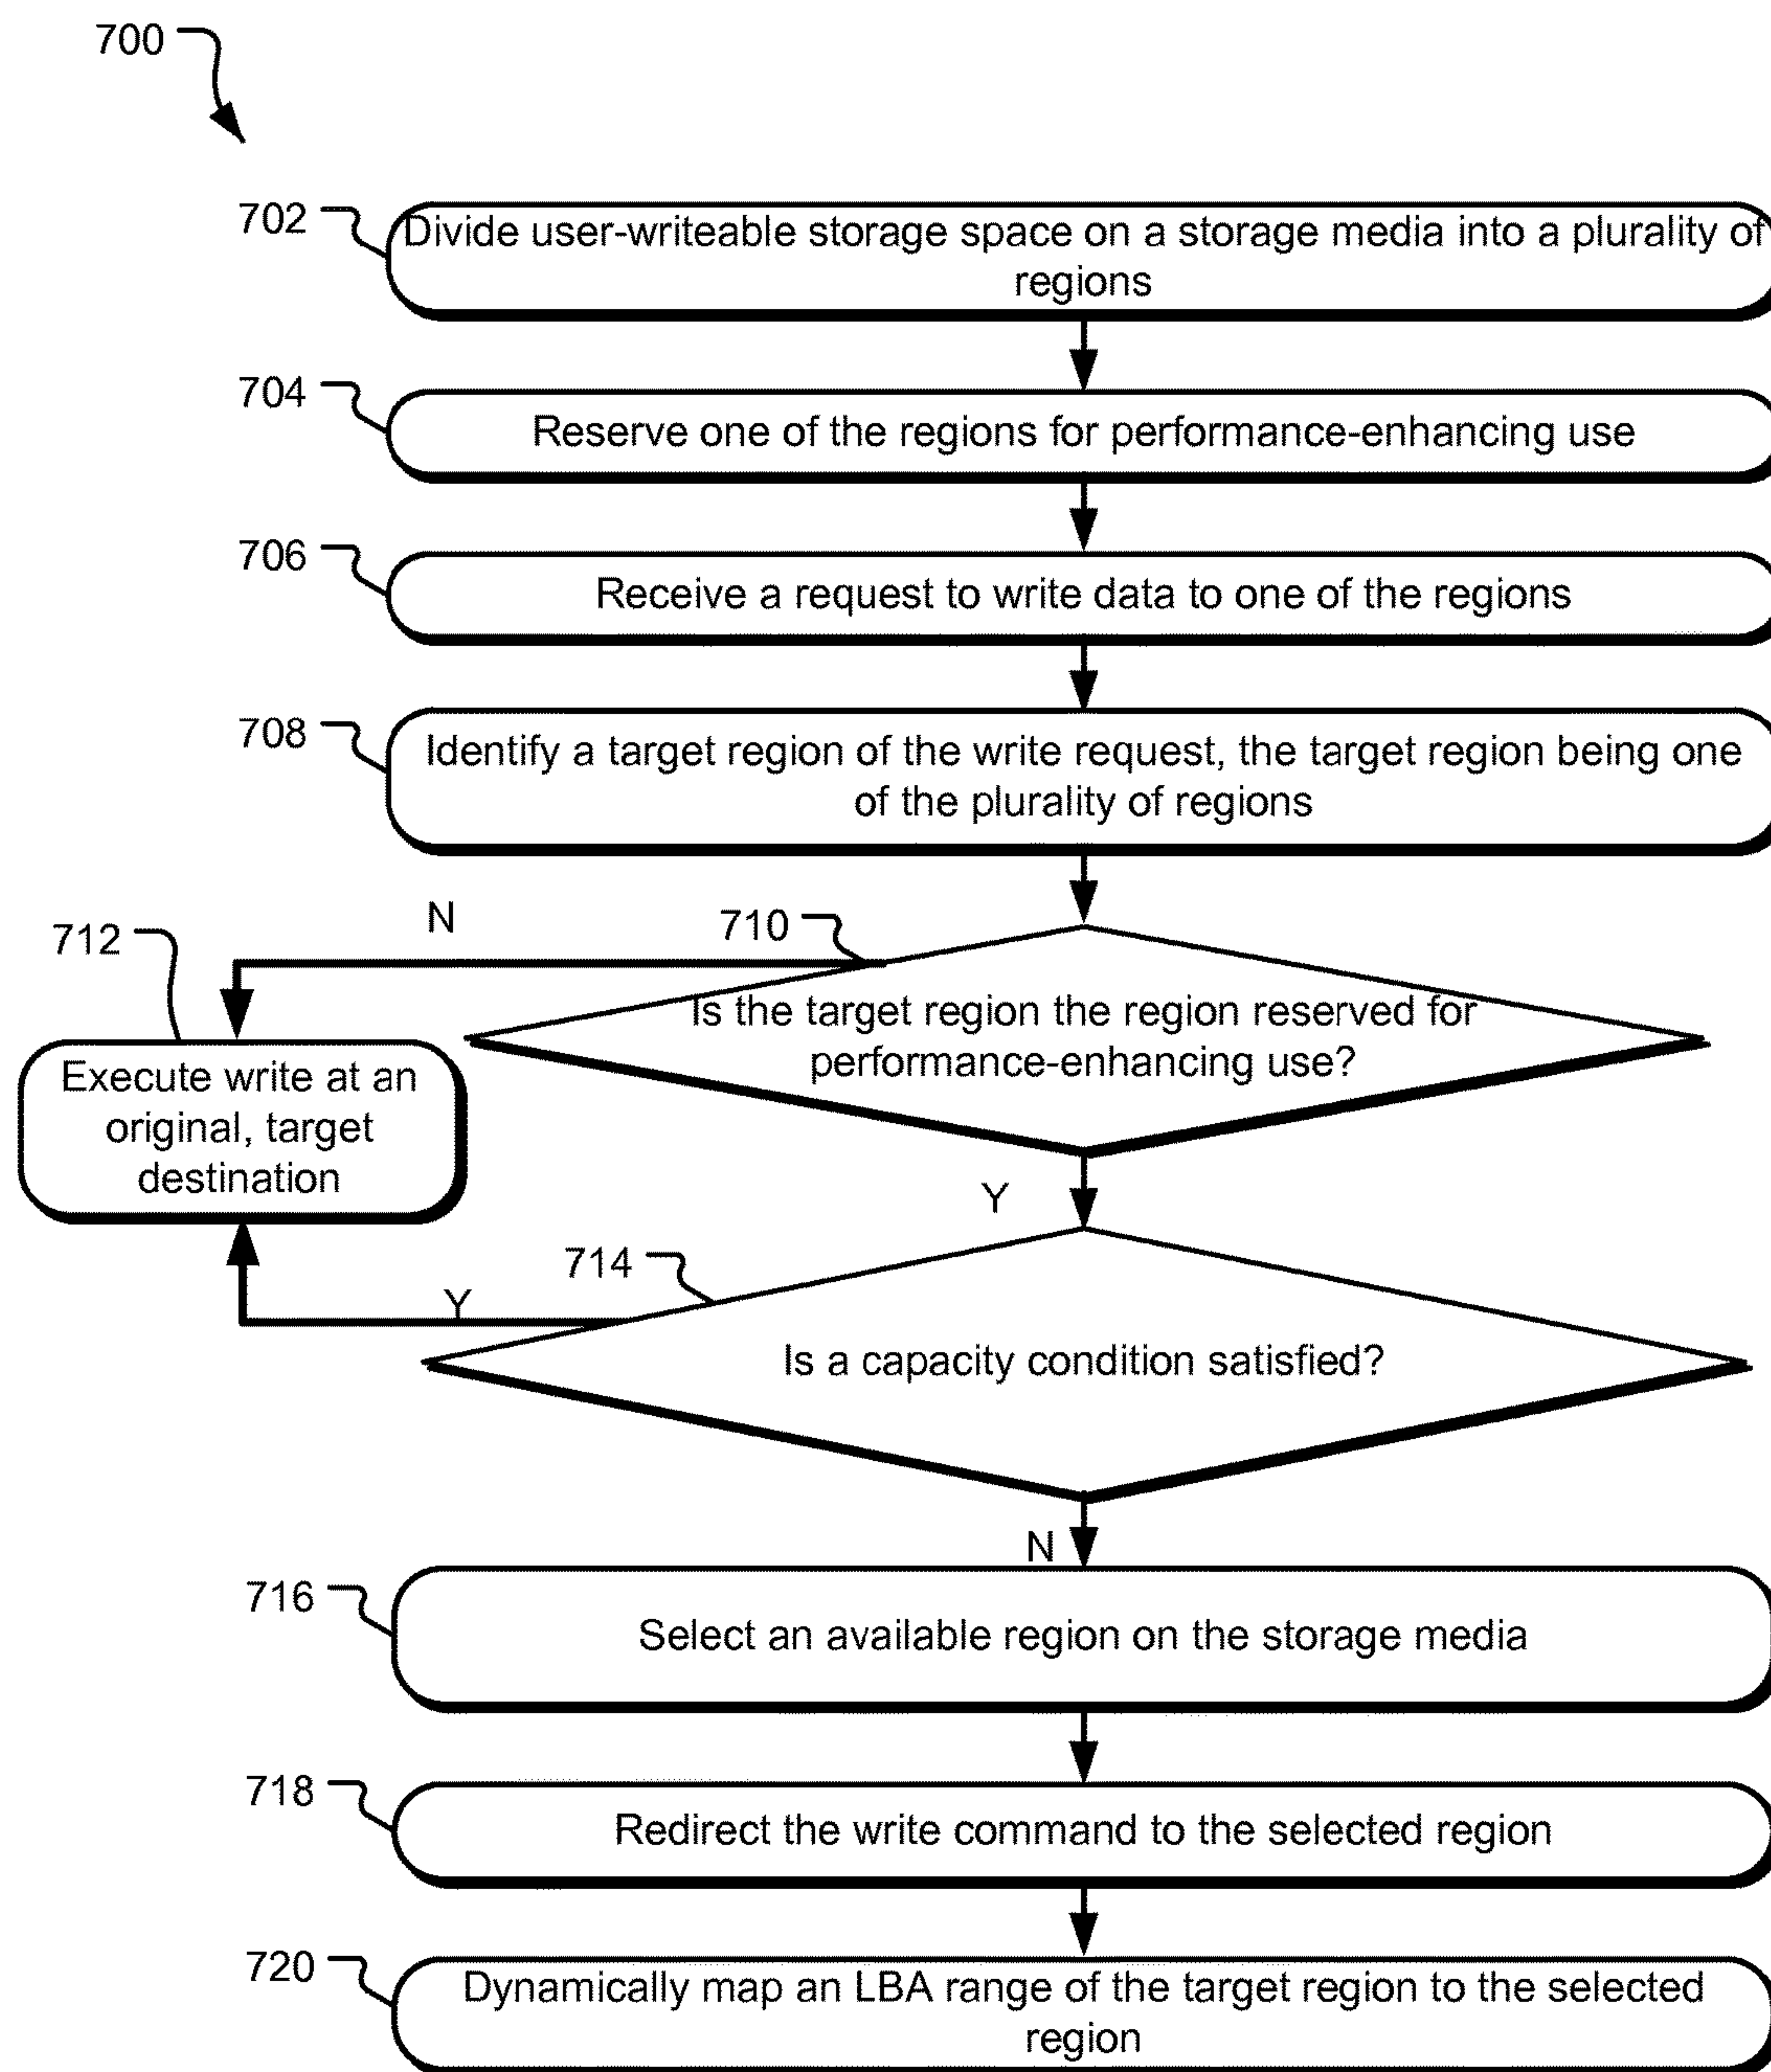 700
702
Divide user-writeable storage space on a storage media into a plurality of
regions
704
Reserve one of the regions for performance-enhancing use
706
Receive a request to write data to one of the regions
708
Identify a target region of the write request, the target region being one
of the plurality of regions
N
710
712
Is the target region the region reserved for
performance-enhancing use?
Execute write at an
original, target
destination
Y
714
Y
Is a capacity condition satisfied?
N
716
Select an available region on the storage media
718
Redirect the write command to the selected region
720
Dynamically map an LBA range of the target region to the selected
region